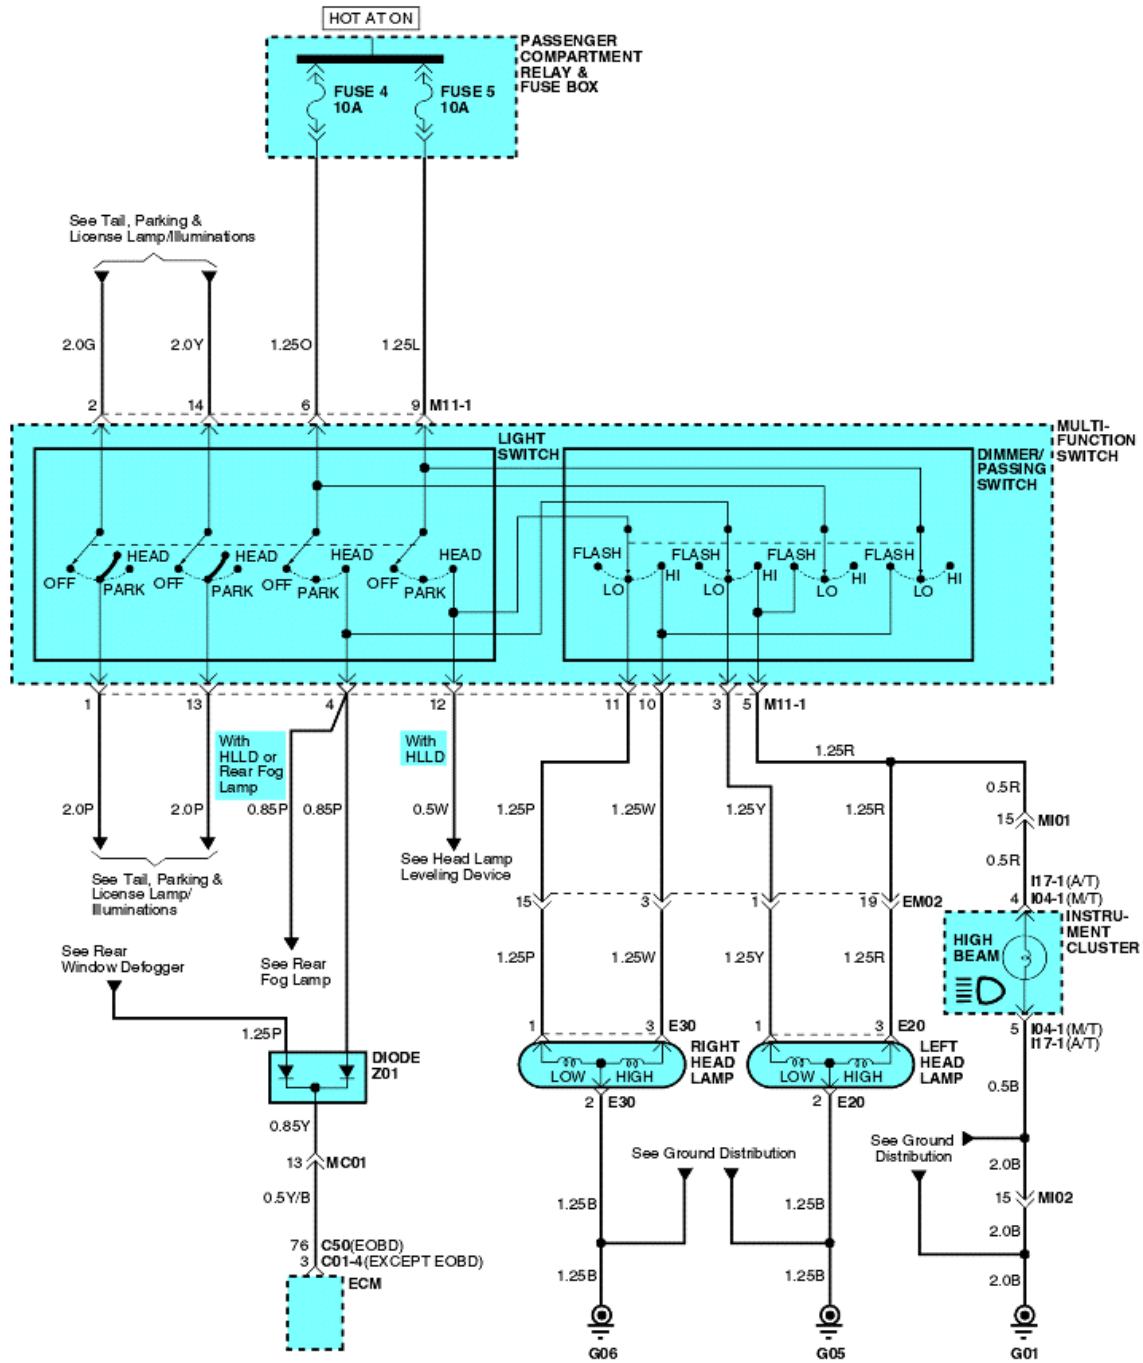 HOT AT ON
PASSENGER
COMPARTMENT
RELAY &
FUSE BOX
FUSE 4
10A
FUSE 5
10A
See Tail, Parking &
License Lamp/Illuminations
2.0G
2.0Y
1.25O
1.25L
2
14
6
9
M11-1
LIGHT
SWITCH
DIMMER/
PASSING
SWITCH
MULTI-
FUNCTION
SWITCH
OFF
PARK
HEAD
OFF
PARK
HEAD
OFF
PARK
HEAD
OFF
PARK
HEAD
FLASH
LO
HI
FLASH
LO
HI
FLASH
LO
HI
FLASH
LO
HI
1
13
4
12
11
10
3
5
M11-1
With
HLLD or
Rear Fog
Lamp
With
HLLD
1.25R
0.5R
2.0P
2.0P
0.85P
0.85P
0.5W
1.25P
1.25W
1.25Y
1.25R
15
MI01
0.5R
See Tail, Parking &
License Lamp/
Illuminations
See Head Lamp
Leveling Device
15
3
1
19
EM02
I17-1(A/T)
4
I04-1(M/T)
INSTRU-
MENT
CLUSTER
HIGH
BEAM
See Rear
Window Defogger
See Rear
Fog Lamp
1.25P
1.25W
1.25Y
1.25R
1.25P
1
3
E30
1
3
E20
5
I04-1(M/T)
I17-1(A/T)
DIODE
Z01
LOW
HIGH
RIGHT
HEAD
LAMP
LOW
HIGH
LEFT
HEAD
LAMP
2
E30
2
E20
0.5B
0.85Y
13
MC01
0.5Y/B
See Ground Distribution
See Ground
Distribution
2.0B
15
MI02
1.25B
1.25B
2.0B
76
C50(EOBD)
3
C01-4(EXCEPT EOBD)
ECM
1.25B
1.25B
2.0B
G06
G05
G01